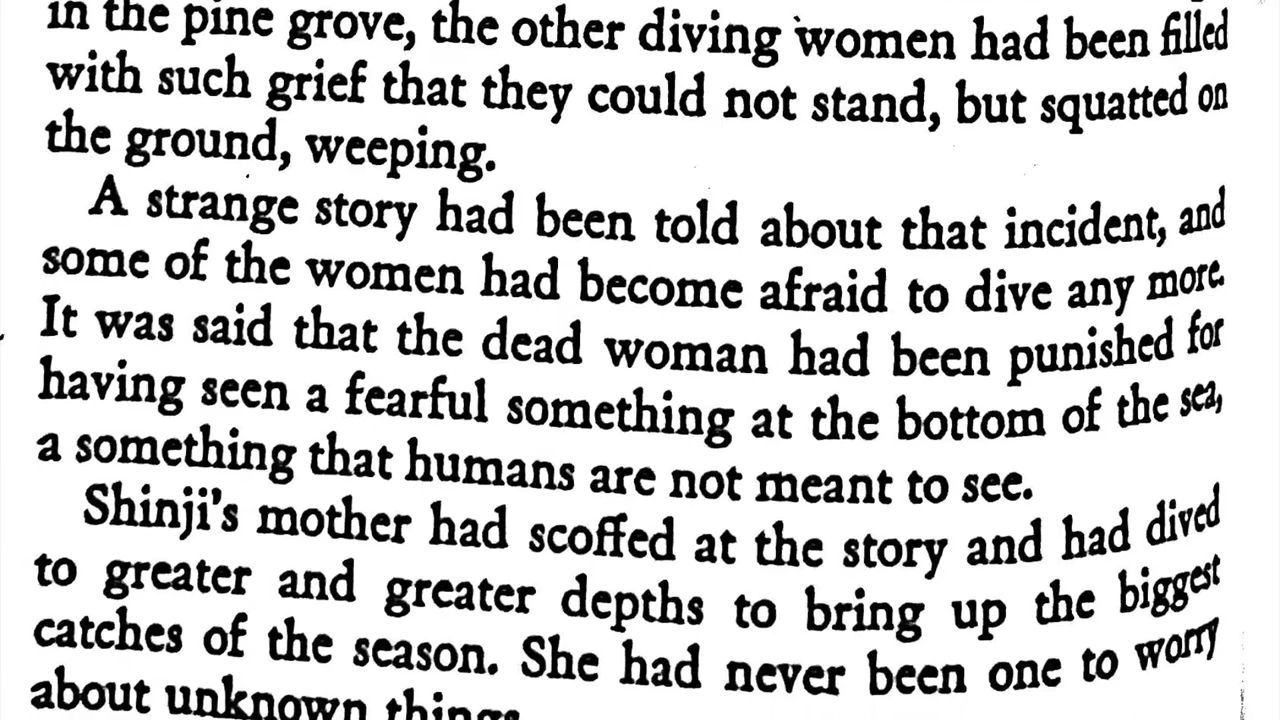 in the pine grove, the other diving women had been filled
with such grief that they could not stand, but squatted on
the ground, weeping.
A strange story had been told about that incident, and
some of the women had become afraid to dive any more.
It was said that the dead woman had been punished for
having seen a fearful something at the bottom of the sea,
a something that humans are not meant to see.
Shinji's mother had scoffed at the story and had dived
to greater and greater depths to bring up the biggest
catches of the season. She had never been one to worry
about unknown things.